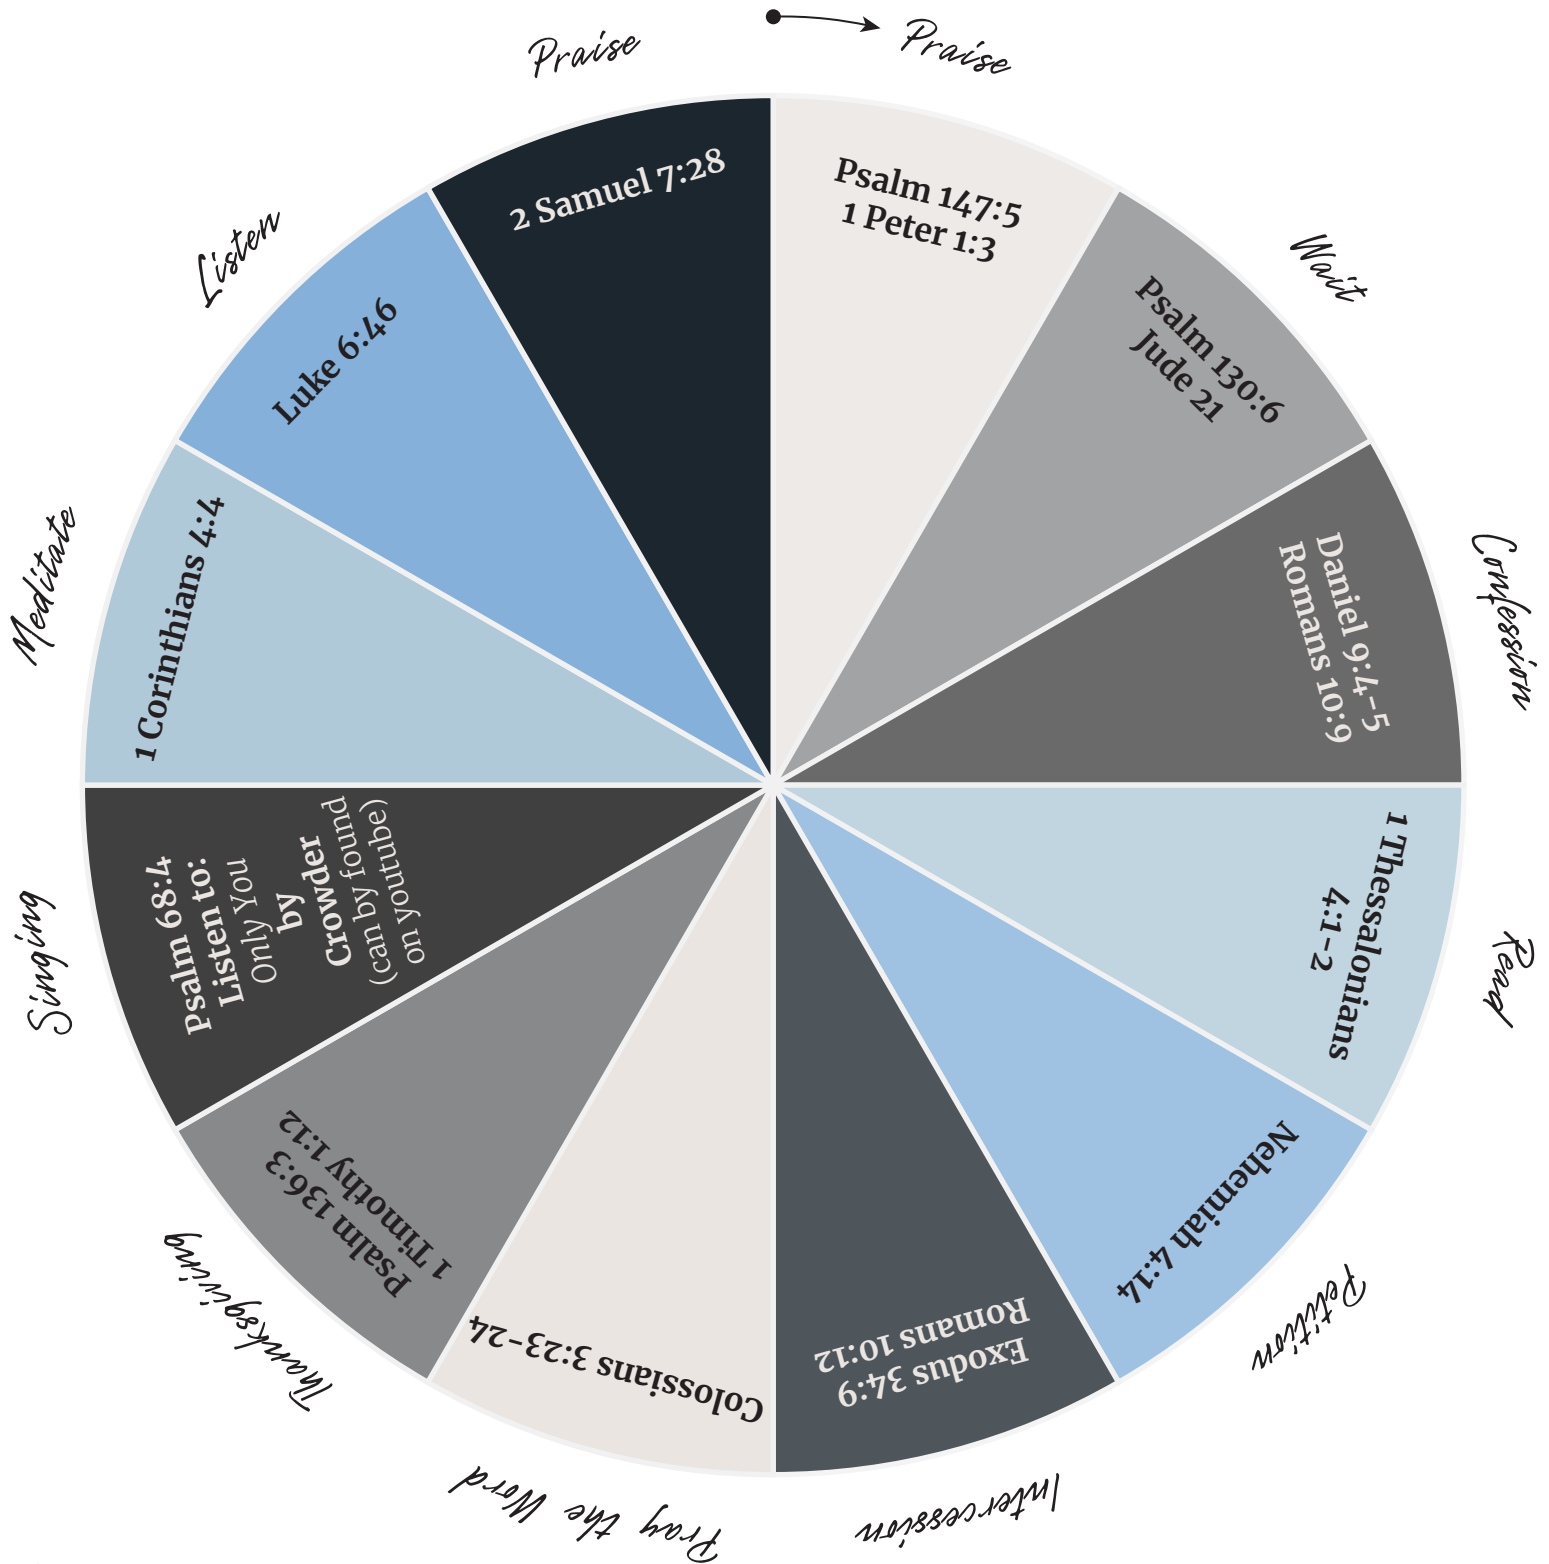 Praise
Psalm 147:5
1 Peter 1:3
Wait
Psalm 130:6
Jude 21
Confession
Daniel 9:4–5
Romans 10:9
Read
1 Thessalonians
4:1–2
Petition
Nehemiah 4:14
Intercession
Exodus 34:9
Romans 10:12
Pray the Word
Colossians 3:23–24
Thanksgiving
Psalm 136:3
1 Timothy 1:12
Singing
Psalm 68:4
Listen to:
Only You
by
Crowder
(can by found
on youtube)
Meditate
1 Corinthians 4:4
Listen
Luke 6:46
Praise
2 Samuel 7:28